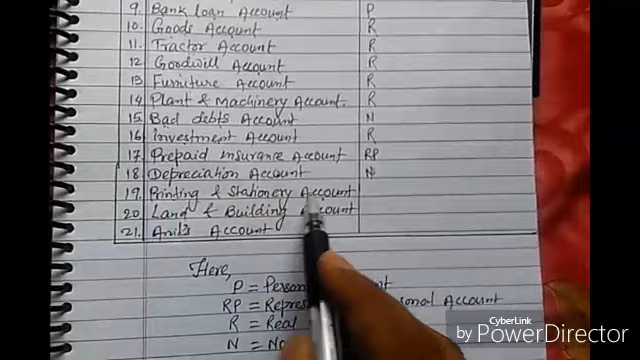 9. Bank loan Account P
10. Goods Account R
11. Tractor Account R
12. Goodwill Account R
13 Furniture Account R
14 Plant & Machinery Account. R
15. Bad debts Account N
16. Investment Account R
17. Prepaid insurance Account RP
18. Depreciation Account N
19. Printing & Stationery Account
20. Land & Building Account
21. Anil's Account
Here,
P = Person
RP = Repres sonal Account
R = Real
N = No
CyberLink
by PowerDirector